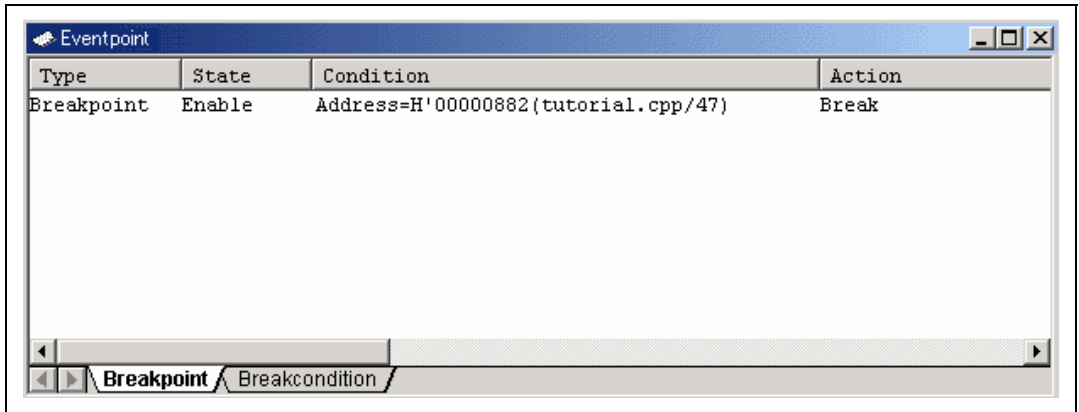 Eventpoint
Type State Condition Action
Breakpoint Enable Address=H'00000882(tutorial.cpp/47) Break
Breakpoint Breakcondition